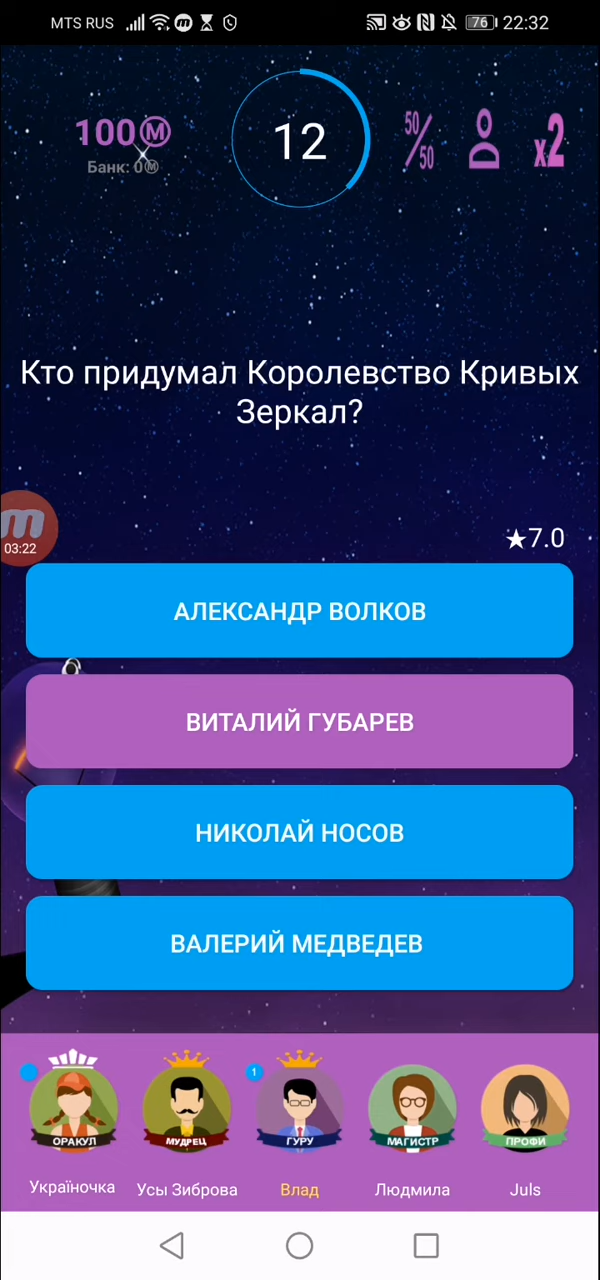 MTS RUS
76 22:32
100Ⓜ
Банк: 0Ⓜ
12
50/50
x2
Кто придумал Королевство Кривых
Зеркал?
m
03:22
★7.0
АЛЕКСАНДР ВОЛКОВ
ВИТАЛИЙ ГУБАРЕВ
НИКОЛАЙ НОСОВ
ВАЛЕРИЙ МЕДВЕДЕВ
1
ОРАКУЛ МУДРЕЦ ГУРУ МАГИСТР ПРОФИ
Україночка Усы Зиброва Влад Людмила Juls